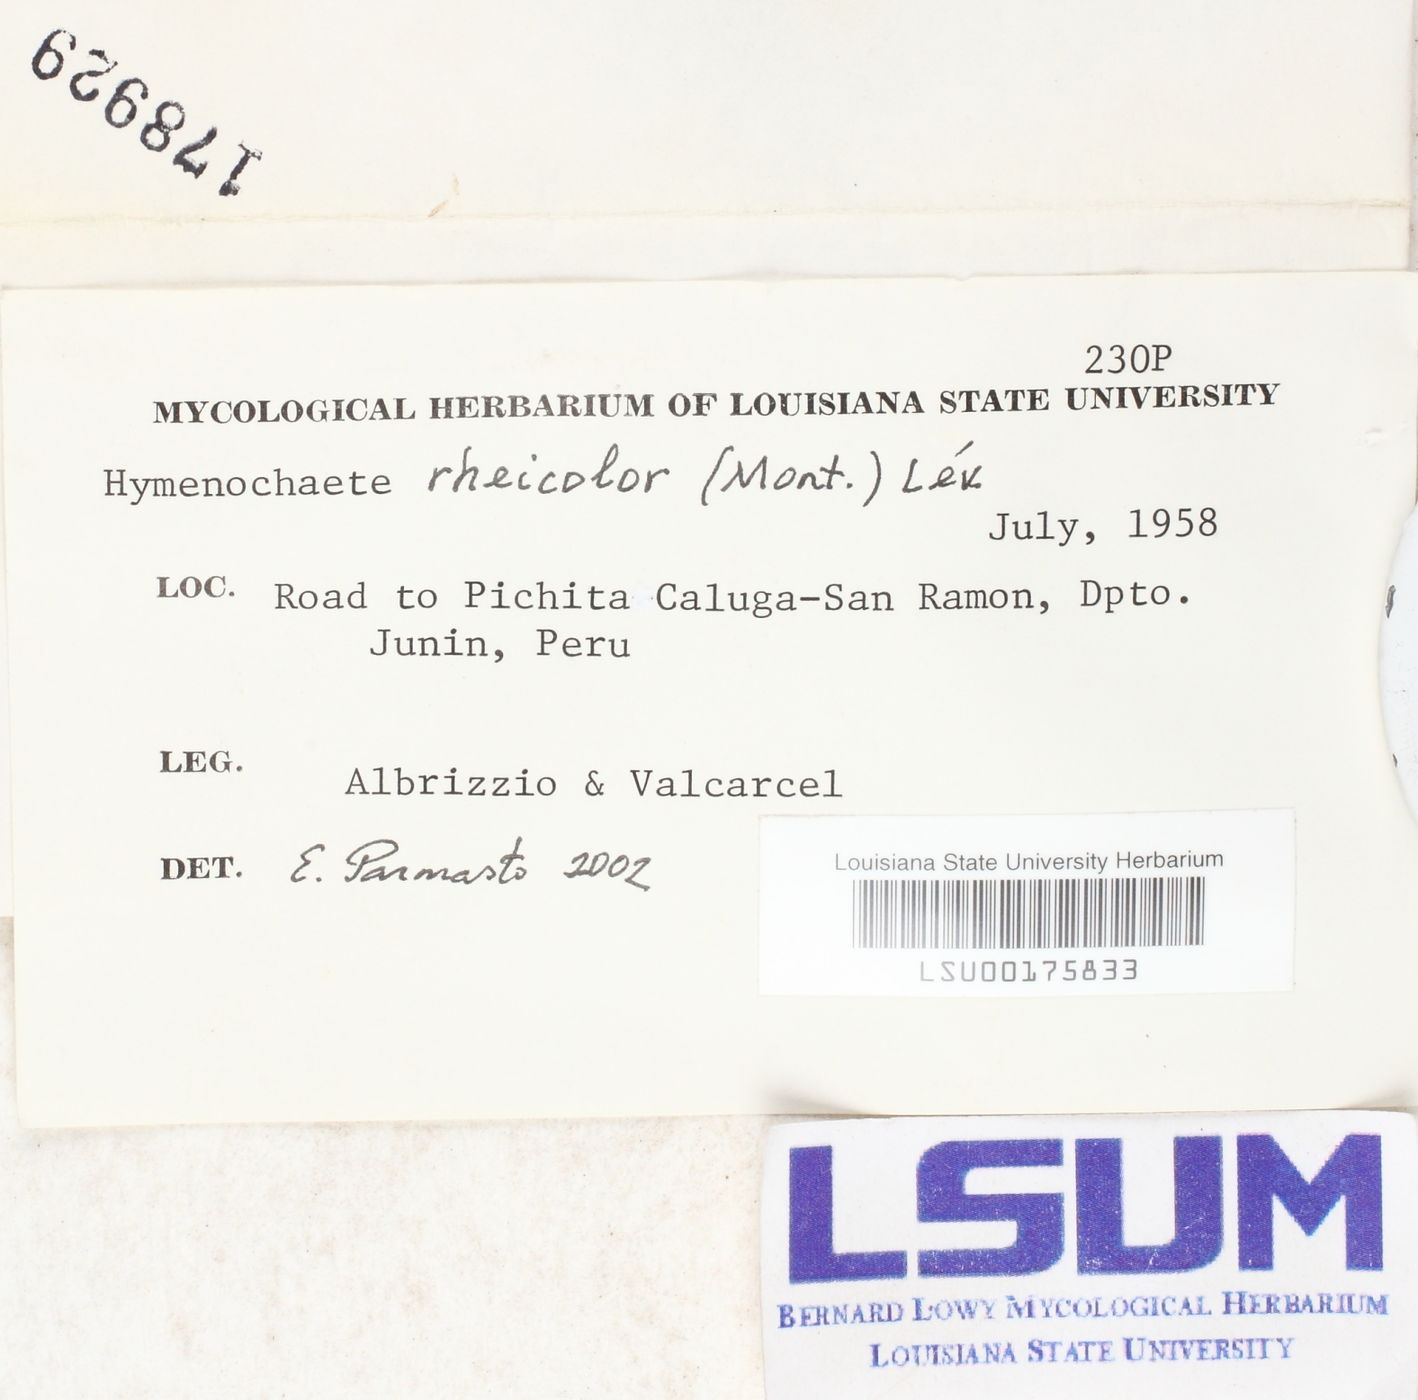 178929
230P
MYCOLOGICAL HERBARIUM OF LOUISIANA STATE UNIVERSITY
Hymenochaete rheicolor (Mont.) Lév
July, 1958
LOC. Road to Pichita Caluga-San Ramon, Dpto.
Junin, Peru
LEG. Albrizzio & Valcarcel
DET. E. Parmasto 2002
Louisiana State University Herbarium
LSU00175833
LSUM
BERNARD LOWY MYCOLOGICAL HERBARIUM
LOUISIANA STATE UNIVERSITY